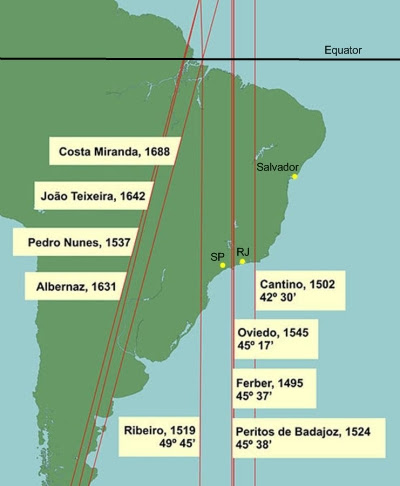 Equator
Costa Miranda, 1688
Salvador
João Teixeira, 1642
Pedro Nunes, 1537
SP
RJ
Albernaz, 1631
Cantino, 1502
42º 30’
Oviedo, 1545
45º 17’
Ferber, 1495
45º 37’
Ribeiro, 1519
49º 45’
Peritos de Badajoz, 1524
45º 38’